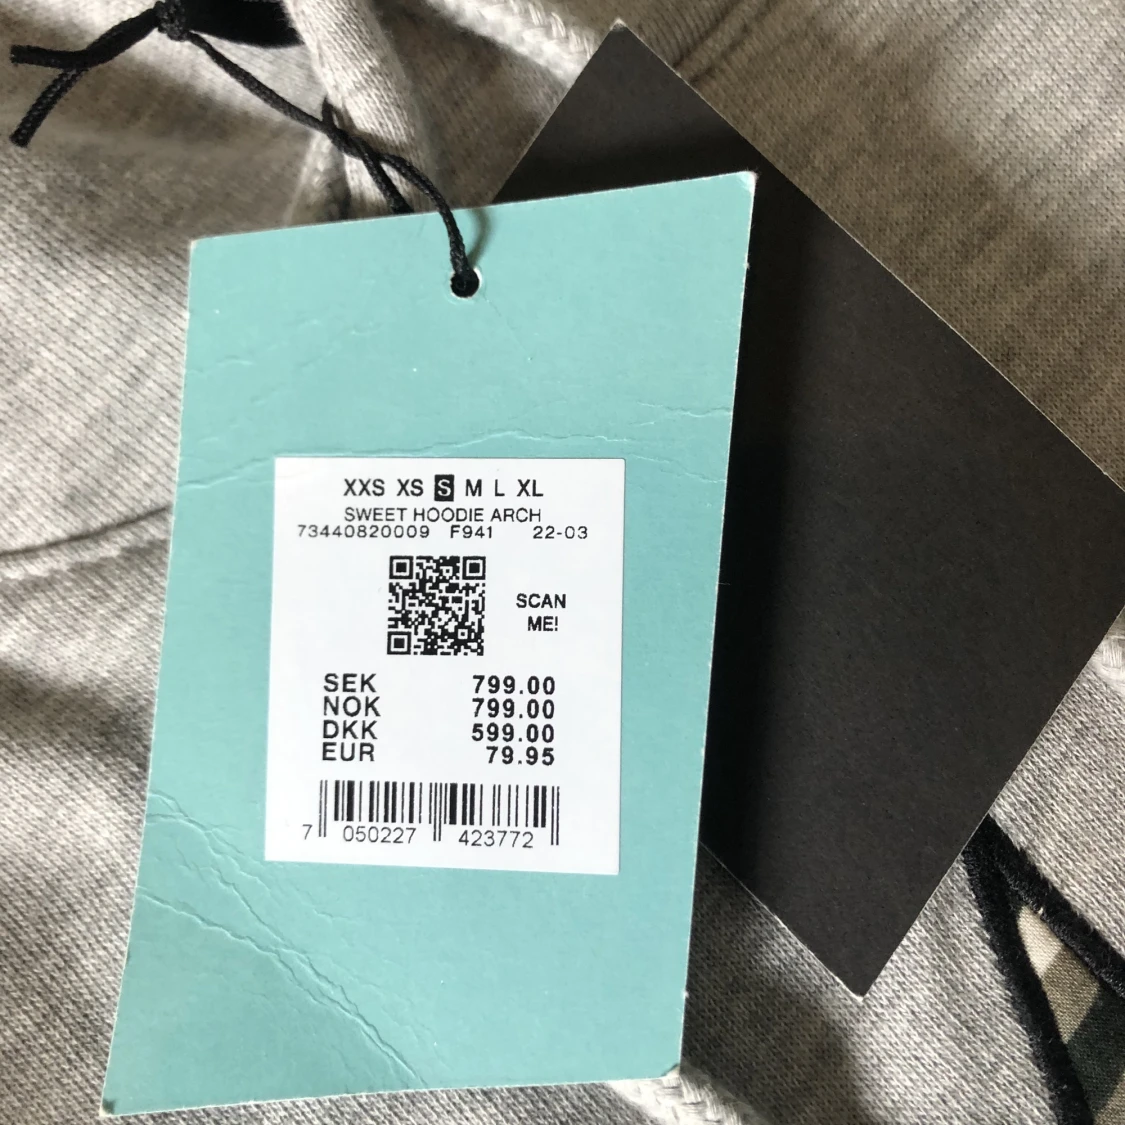 XXS XS S M L XL
SWEET HOODIE ARCH
73440820009 F941 22-03
SCAN
ME!
SEK 799.00
NOK 799.00
DKK 599.00
EUR 79.95
7 050227 423772